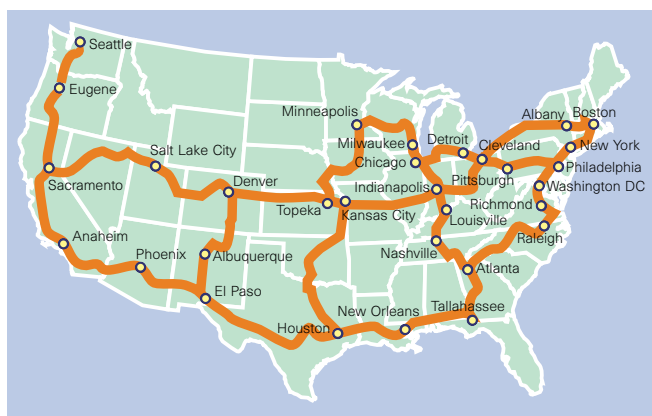 Seattle
Eugene
Minneapolis
Albany
Boston
Milwaukee
Detroit
Cleveland
New York
Salt Lake City
Chicago
Philadelphia
Sacramento
Denver
Indianapolis
Pittsburgh
Washington DC
Topeka
Kansas City
Richmond
Louisville
Anaheim
Phoenix
Albuquerque
Nashville
Raleigh
Atlanta
El Paso
New Orleans
Tallahassee
Houston